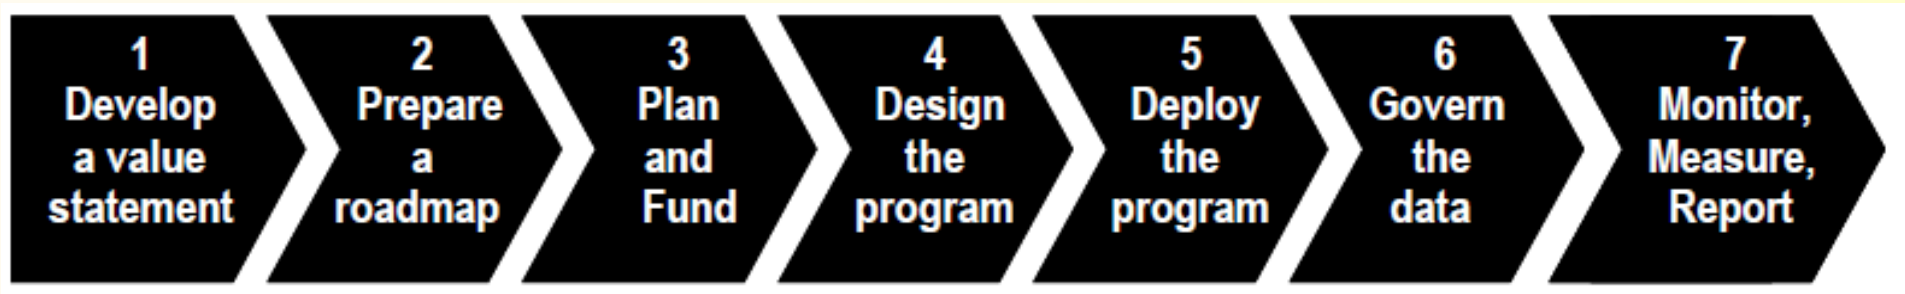 1
Develop
a value
statement
2
Prepare
a
roadmap
3
Plan
and
Fund
4
Design
the
program
5
Deploy
the
program
6
Govern
the
data
7
Monitor,
Measure,
Report